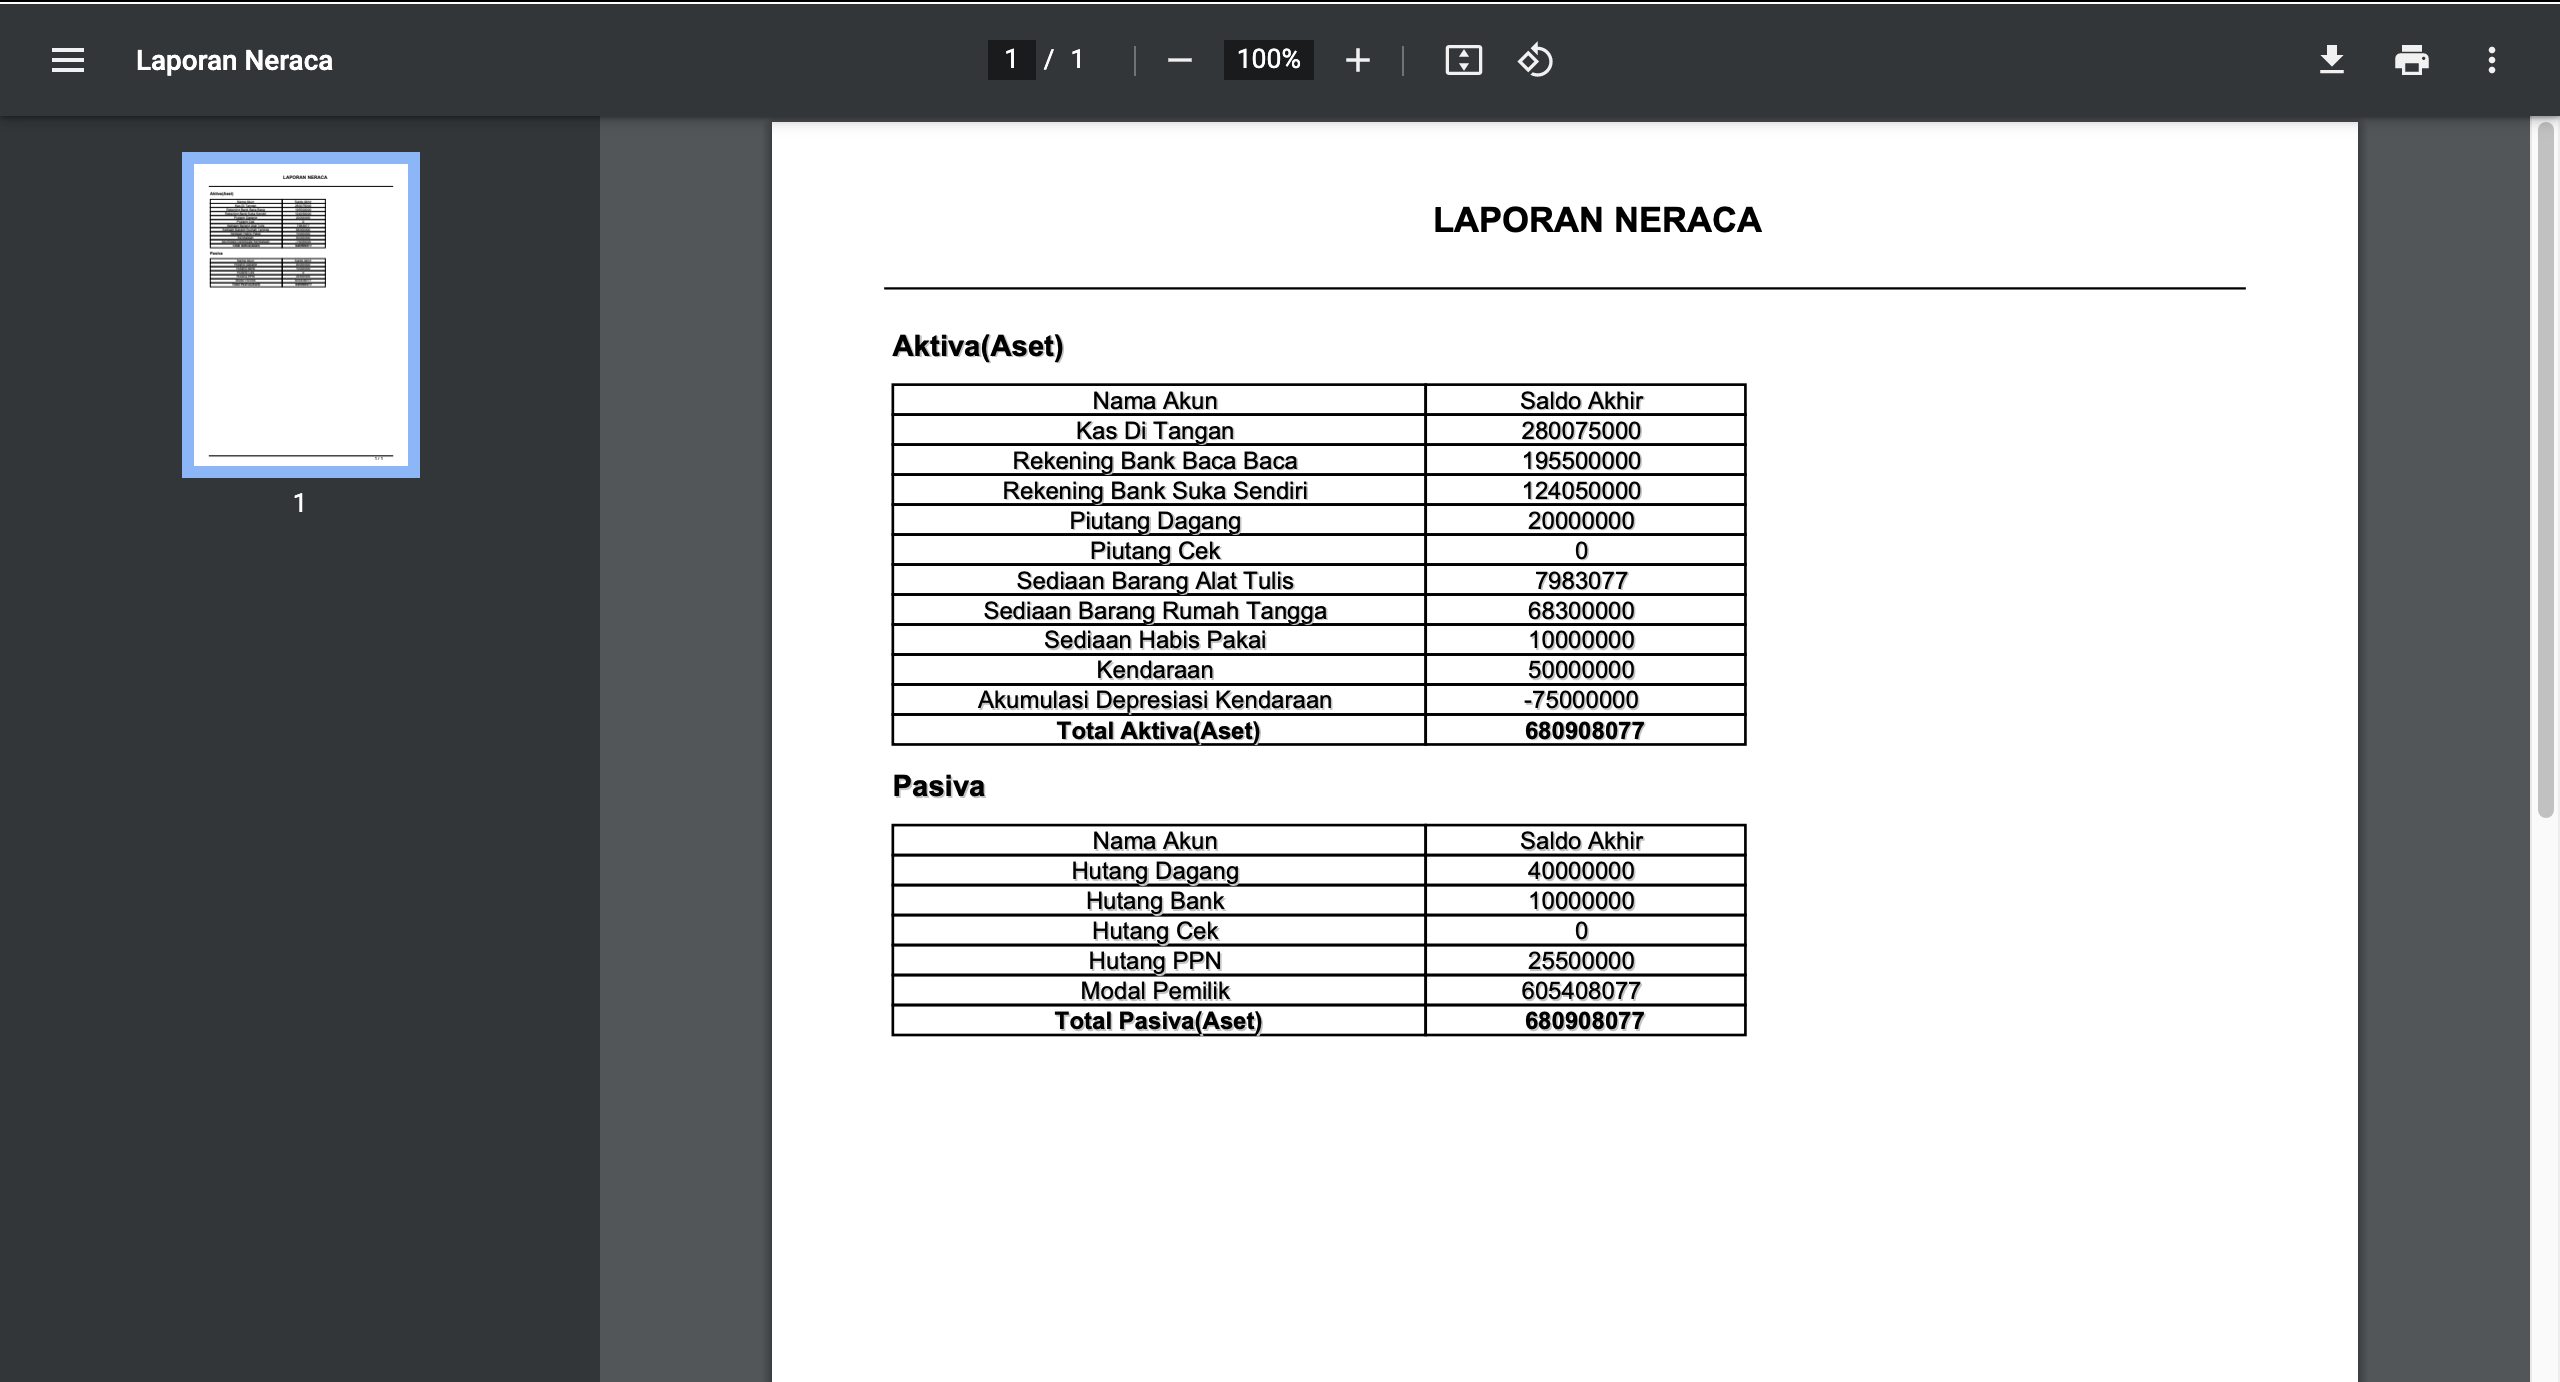 Laporan Neraca
1 / 1
100%
1
LAPORAN NERACA
Aktiva(Aset)
Nama Akun Saldo Akhir
Kas Di Tangan 280075000
Rekening Bank Baca Baca 195500000
Rekening Bank Suka Sendiri 124050000
Piutang Dagang 20000000
Piutang Cek 0
Sediaan Barang Alat Tulis 7983077
Sediaan Barang Rumah Tangga 68300000
Sediaan Habis Pakai 10000000
Kendaraan 50000000
Akumulasi Depresiasi Kendaraan -75000000
Total Aktiva(Aset) 680908077
Pasiva
Nama Akun Saldo Akhir
Hutang Dagang 40000000
Hutang Bank 10000000
Hutang Cek 0
Hutang PPN 25500000
Modal Pemilik 605408077
Total Pasiva(Aset) 680908077